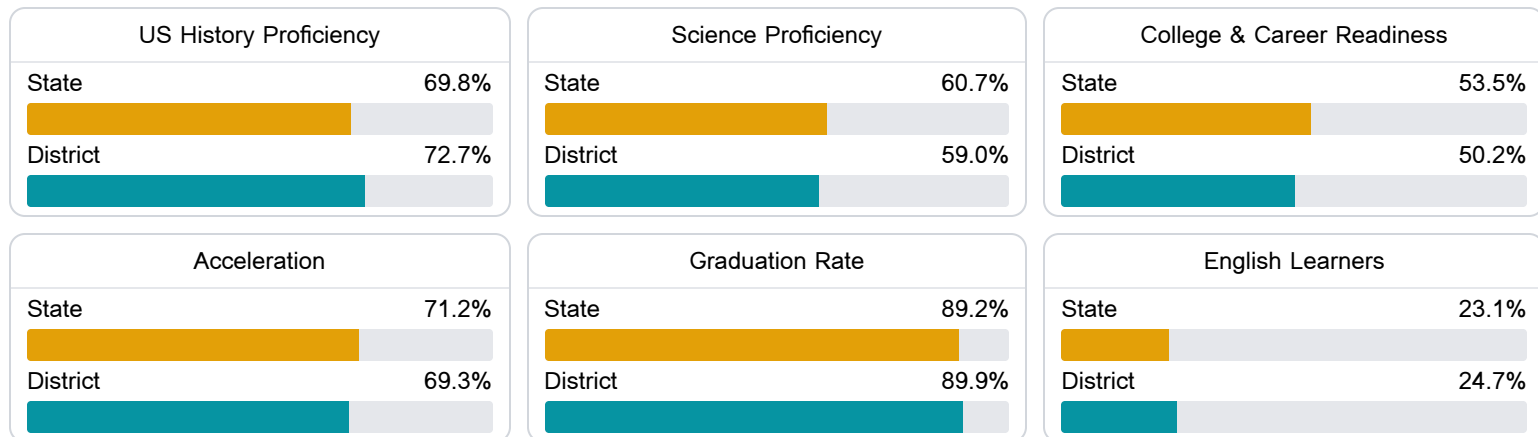 US History Proficiency
State 69.8%
District 72.7%
Science Proficiency
State 60.7%
District 59.0%
College & Career Readiness
State 53.5%
District 50.2%
Acceleration
State 71.2%
District 69.3%
Graduation Rate
State 89.2%
District 89.9%
English Learners
State 23.1%
District 24.7%